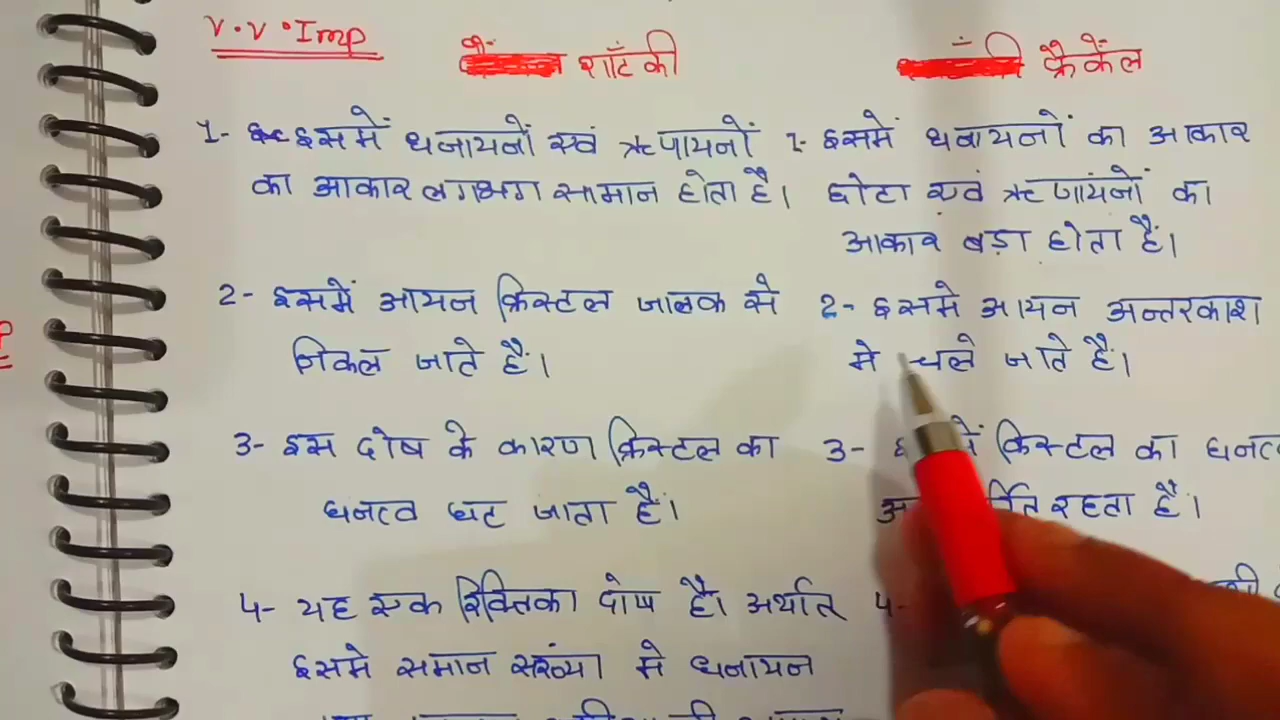 V.V.Imp
शॉटकी
फ्रेंकेल
1- इसमें धनायनों एवं ऋणायनों
का आकार लगभग सामान होता है।
2- इसमें आयन क्रिस्टल जालक से
निकल जाते हैं।
3- इस दोष के कारण क्रिस्टल का
घनत्व घट जाता है।
4- यह एक रिक्तिका दोष है। अर्थात
इसमे समान संख्या मे धनायन
1- इसमें धनायनों का आकार
छोटा एवं ऋणायंनों का
आकार बड़ा होता हैं।
2- इसमे आयन अन्तरकाश
मे चले जाते हैं।
3- क्रिस्टल का घनत्व
रहता है।
4-